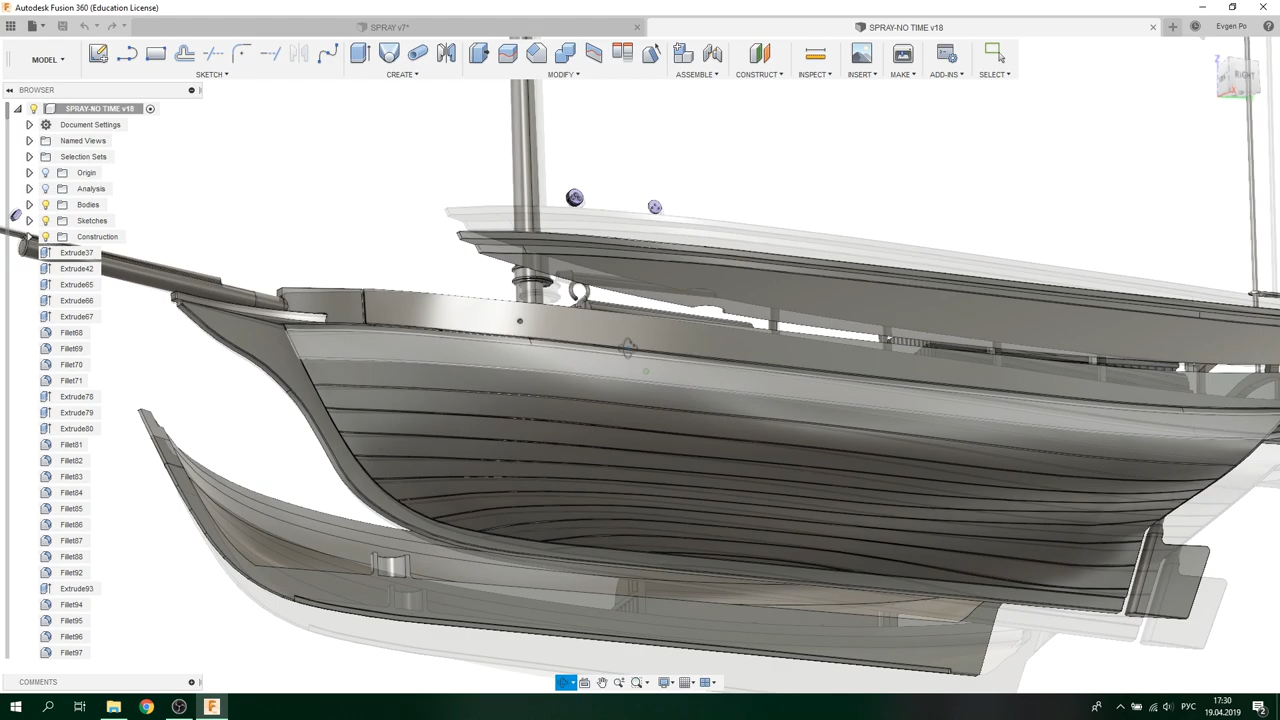 Autodesk Fusion 360 (Education License)
SPRAY v7*
SPRAY-NO TIME v18
Evgen Po
MODEL
SKETCH
CREATE
MODIFY
ASSEMBLE
CONSTRUCT
INSPECT
INSERT
MAKE
ADD-INS
SELECT
BROWSER
RIGHT
Z
SPRAY-NO TIME v18
Document Settings
Named Views
Selection Sets
Origin
Analysis
Bodies
Sketches
Construction
Extrude37
Extrude42
Extrude65
Extrude66
Extrude67
Fillet68
Fillet69
Fillet70
Fillet71
Extrude78
Extrude79
Extrude80
Fillet81
Fillet82
Fillet83
Fillet84
Fillet85
Fillet86
Fillet87
Fillet88
Fillet92
Extrude93
Fillet94
Fillet95
Fillet96
Fillet97
COMMENTS
РУС
17:30
19.04.2019
2